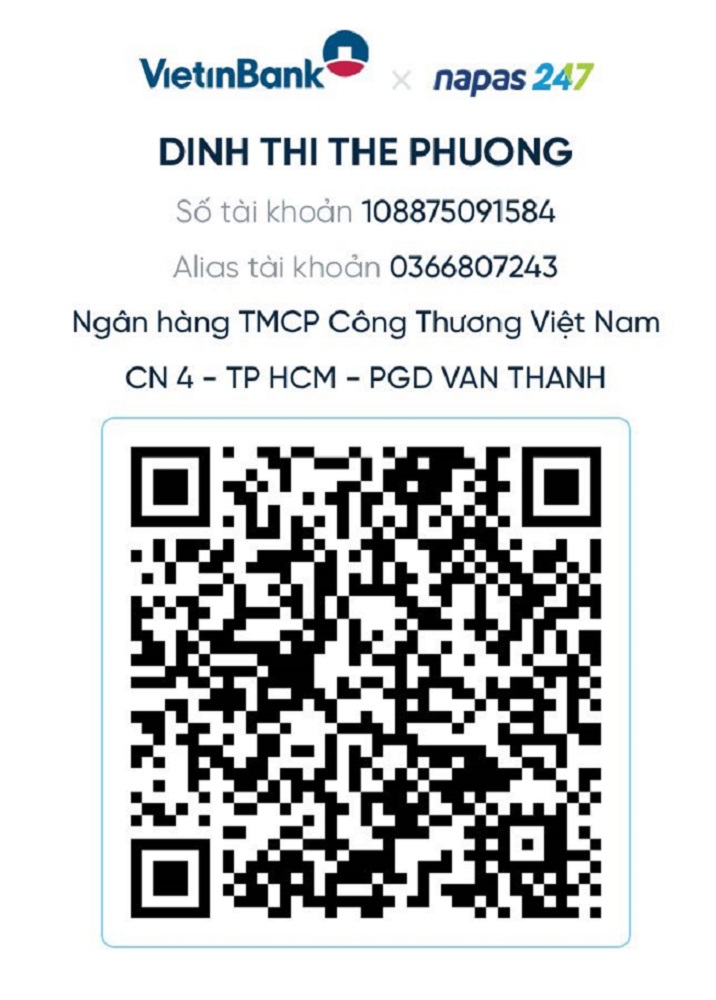 VietinBank x napas 247
DINH THI THE PHUONG
Số tài khoản 108875091584
Alias tài khoản 0366807243
Ngân hàng TMCP Công Thương Việt Nam
CN 4 - TP HCM - PGD VAN THANH